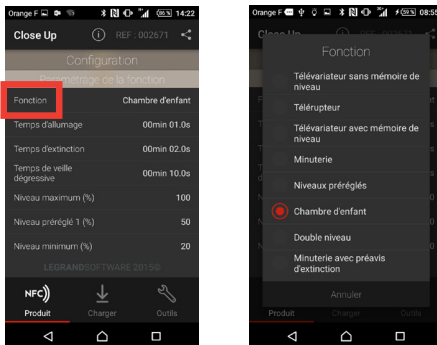 Orange F 86 % 14:22
Close Up REF : 002671
Configuration
Paramétrage de la fonction
Fonction Chambre d'enfant
Temps d'allumage 00min 01.0s
Temps d'extinction 00min 02.0s
Temps de veille
dégressive 00min 10.0s
Niveau maximum (%) 100
Niveau préréglé 1 (%) 50
Niveau minimum (%) 20
LEGRANDSOFTWARE 2015©
NFC
Produit Charger Outils
Orange F 59 % 08:55
Fonction
Télévariateur sans mémoire de
niveau
Télérupteur
Télévariateur avec mémoire de
niveau
Minuterie
Niveaux préréglés
Chambre d'enfant
Double niveau
Minuterie avec préavis
d'extinction
Annuler
Produit Charger Outils